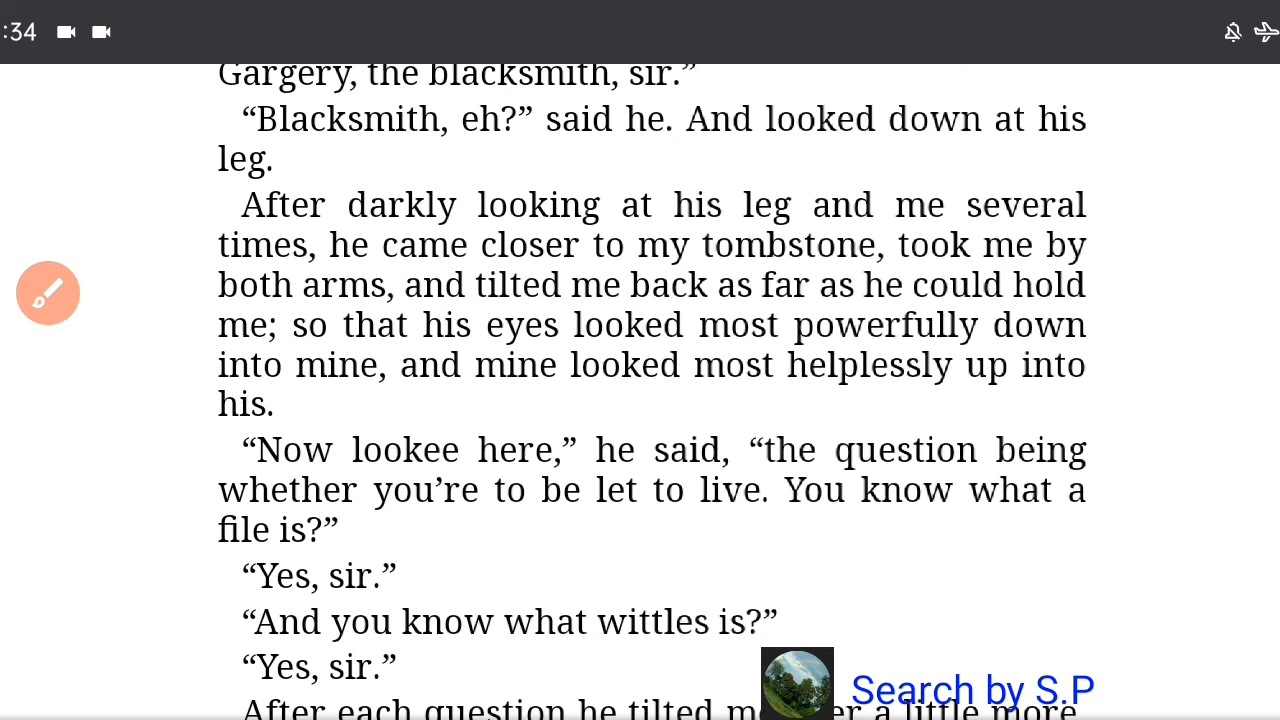 :34
Gargery, the blacksmith, sir.”
“Blacksmith, eh?” said he. And looked down at his
leg.
After darkly looking at his leg and me several
times, he came closer to my tombstone, took me by
both arms, and tilted me back as far as he could hold
me; so that his eyes looked most powerfully down
into mine, and mine looked most helplessly up into
his.
“Now lookee here,” he said, “the question being
whether you’re to be let to live. You know what a
file is?”
“Yes, sir.”
“And you know what wittles is?”
“Yes, sir.”
Search by S.P
After each question he tilted a little more